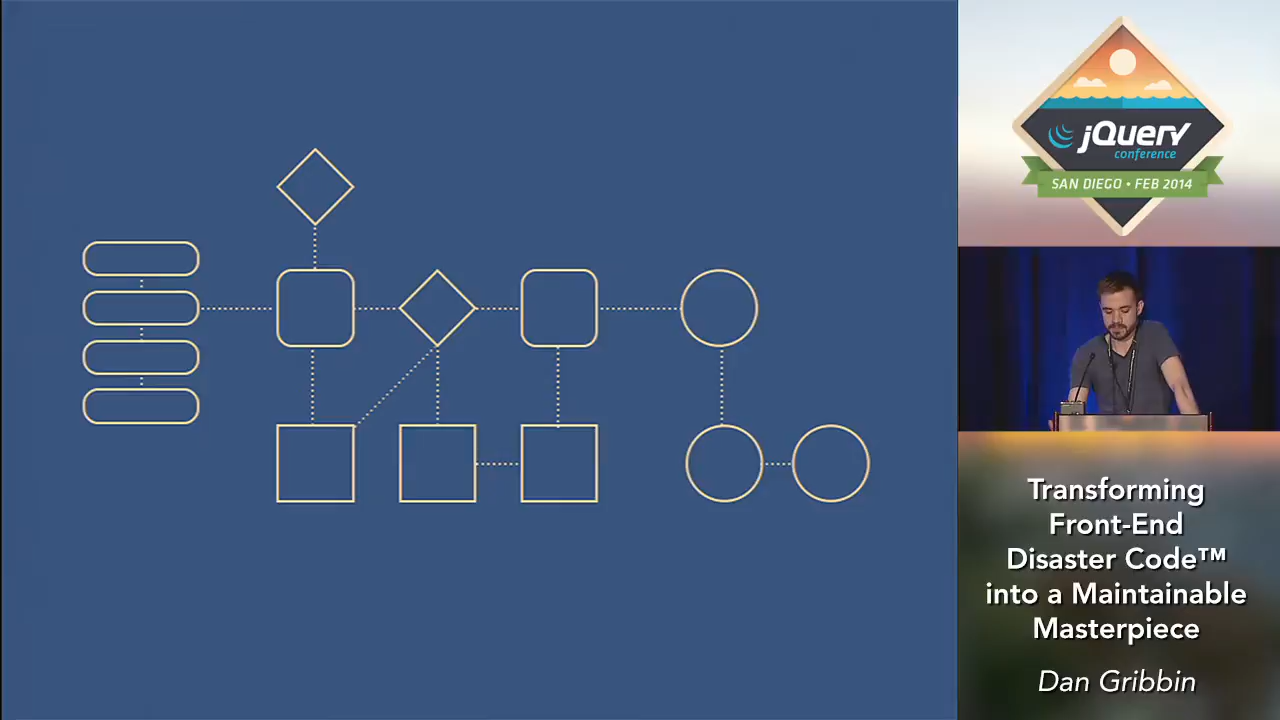 jQuery
conference
SAN DIEGO • FEB 2014
Transforming
Front-End
Disaster Code™
into a Maintainable
Masterpiece
Dan Gribbin